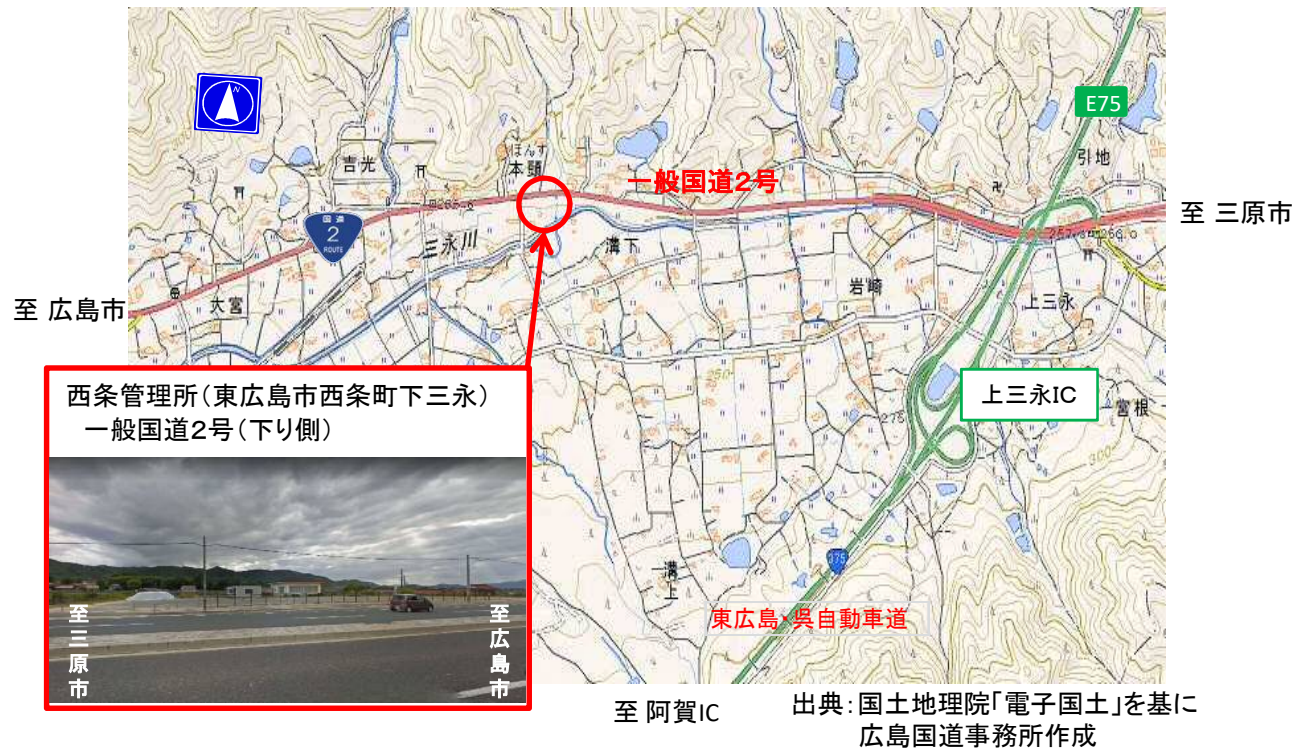 N
E75
引地
吉光
ほんず
本頭
一般国道2号
至 三原市
国道
2
ROUTE
三永川
溝下
至 広島市
大宮
岩崎
上三永
250
西条管理所(東広島市西条町下三永)
一般国道2号(下り側)
上三永IC
宮根
275
300
至三原市
至広島市
溝上
375
東広島・呉自動車道
至 阿賀IC
出典:国土地理院「電子国土」を基に
広島国道事務所作成